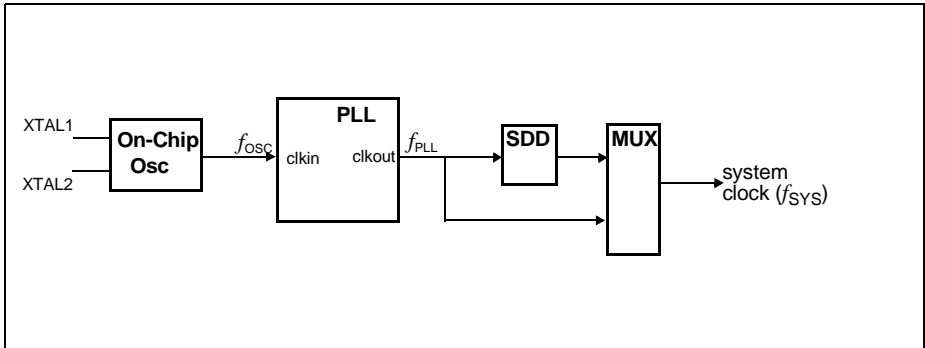 XTAL1
XTAL2
On-Chip
Osc
fOSC
PLL
clkin
clkout
fPLL
SDD
MUX
system
clock (fSYS)